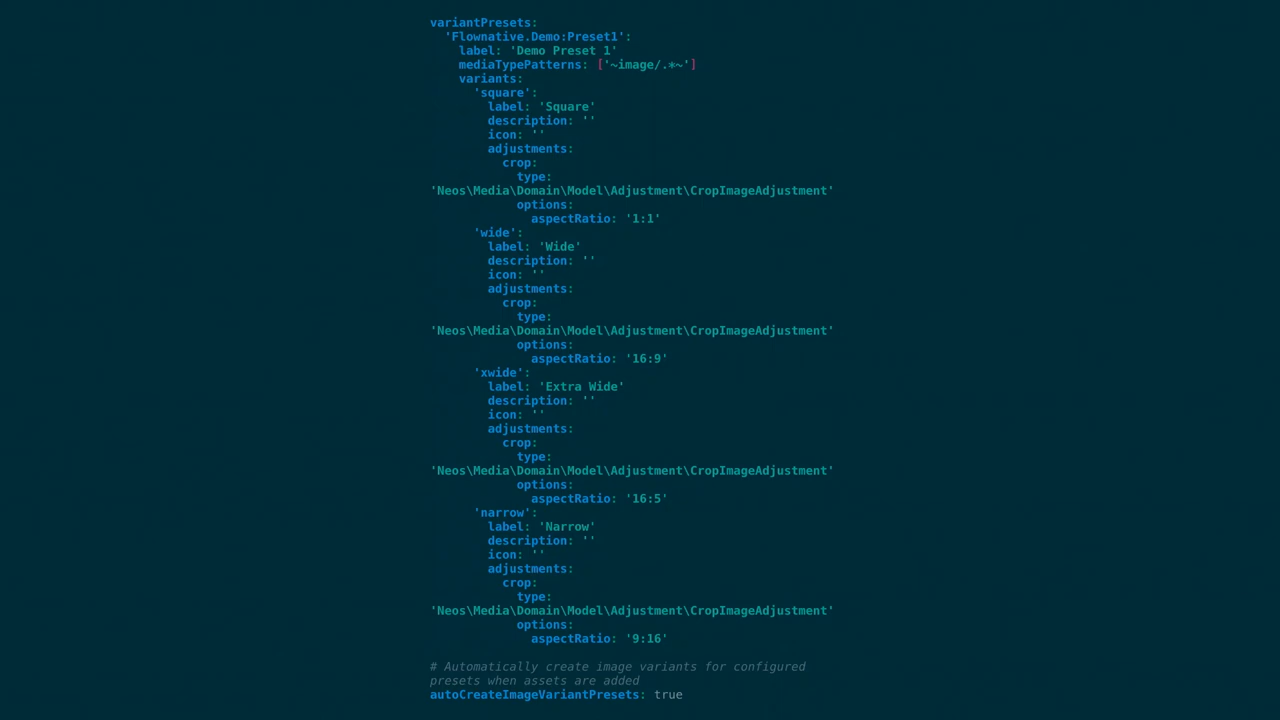 variantPresets:
  'Flownative.Demo:Preset1':
    label: 'Demo Preset 1'
    mediaTypePatterns: ['~image/.*~']
    variants:
      'square':
        label: 'Square'
        description: ''
        icon: ''
        adjustments:
          crop:
            type:
'Neos\Media\Domain\Model\Adjustment\CropImageAdjustment'
            options:
              aspectRatio: '1:1'
      'wide':
        label: 'Wide'
        description: ''
        icon: ''
        adjustments:
          crop:
            type:
'Neos\Media\Domain\Model\Adjustment\CropImageAdjustment'
            options:
              aspectRatio: '16:9'
      'xwide':
        label: 'Extra Wide'
        description: ''
        icon: ''
        adjustments:
          crop:
            type:
'Neos\Media\Domain\Model\Adjustment\CropImageAdjustment'
            options:
              aspectRatio: '16:5'
      'narrow':
        label: 'Narrow'
        description: ''
        icon: ''
        adjustments:
          crop:
            type:
'Neos\Media\Domain\Model\Adjustment\CropImageAdjustment'
            options:
              aspectRatio: '9:16'

# Automatically create image variants for configured
presets when assets are added
autoCreateImageVariantPresets: true